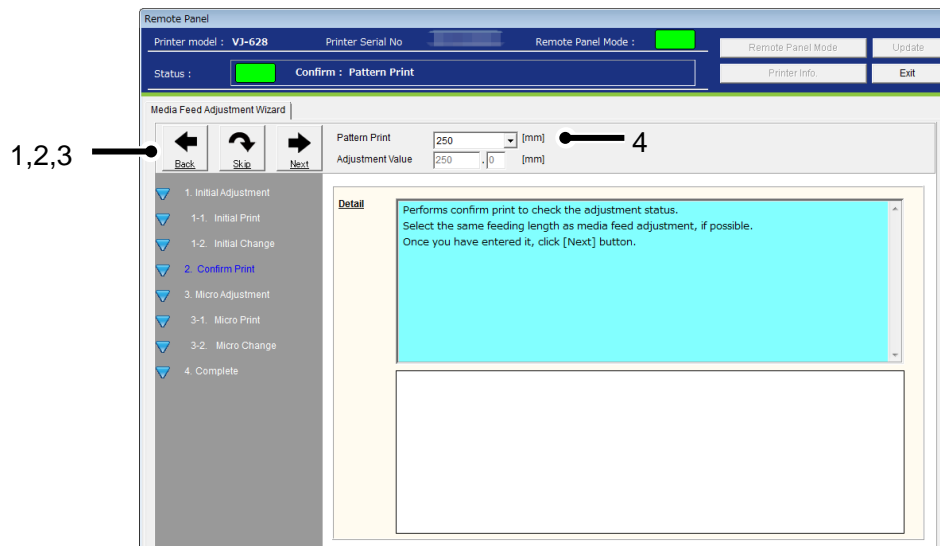 Remote Panel
Printer model : VJ-628 Printer Serial No Remote Panel Mode : Remote Panel Mode Update
Status : Confirm : Pattern Print Printer Info. Exit
Media Feed Adjustment Wizard
1,2,3 Back Skip Next
Pattern Print 250 [mm] 4
Adjustment Value 250 . 0 [mm]
1. Initial Adjustment
1-1. Initial Print
1-2. Initial Change
2. Confirm Print
3. Micro Adjustment
3-1. Micro Print
3-2. Micro Change
4. Complete
Detail
Performs confirm print to check the adjustment status.
Select the same feeding length as media feed adjustment, if possible.
Once you have entered it, click [Next] button.